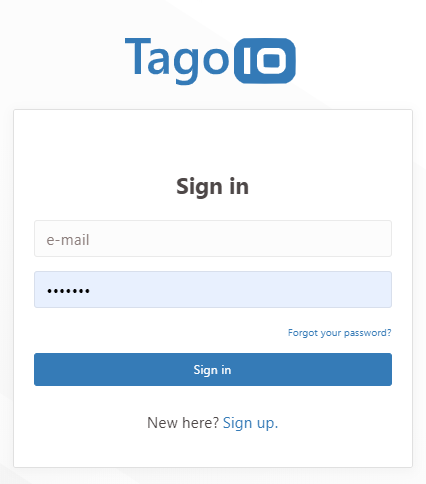 TagoIO
Sign in
e-mail
•••••••
Forgot your password?
Sign in
New here? Sign up.